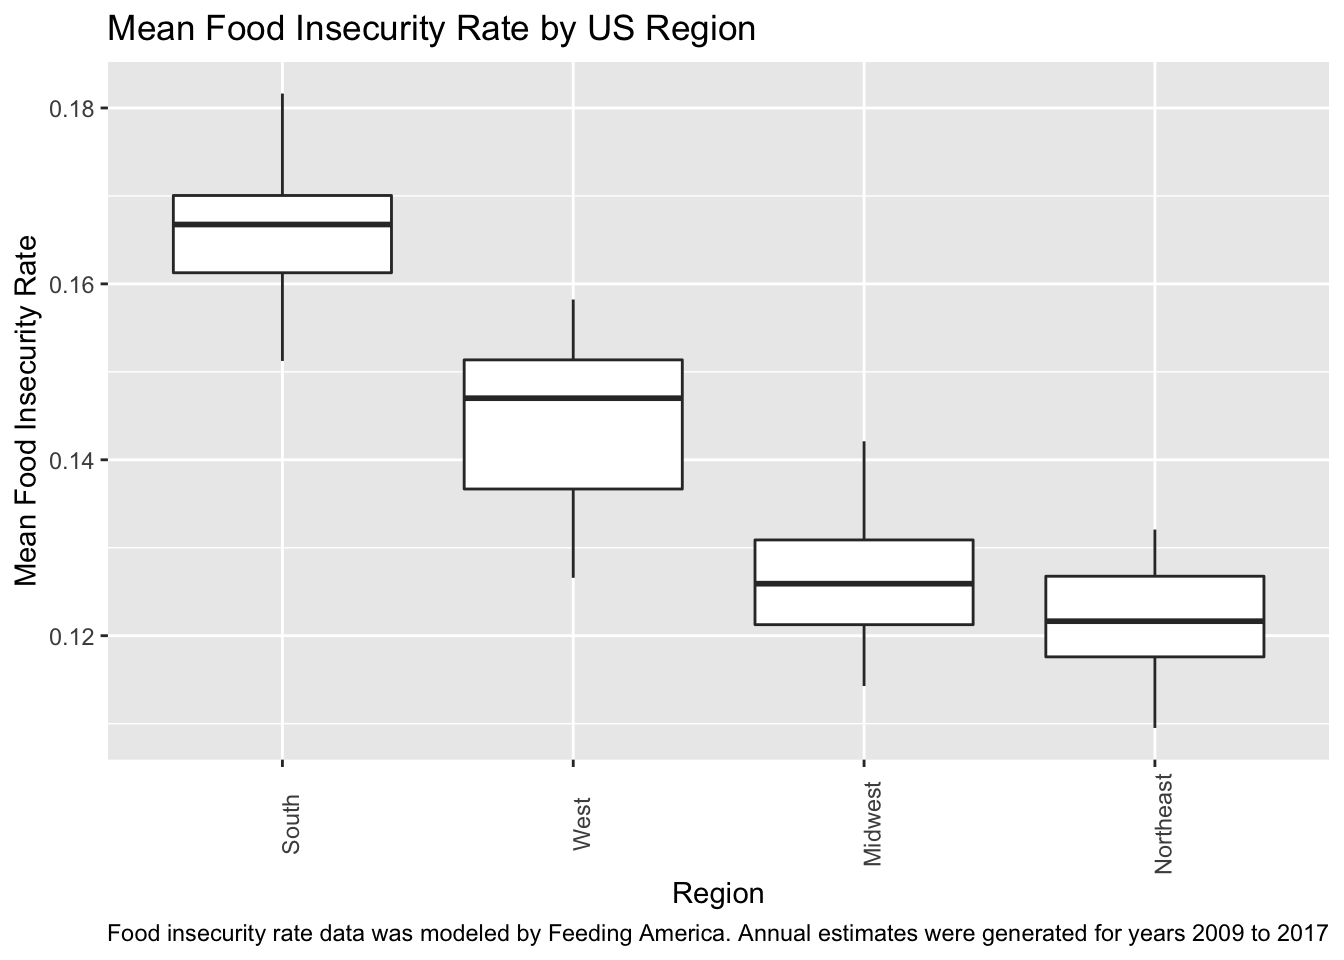 Mean Food Insecurity Rate by US Region
Mean Food Insecurity Rate
0.18
0.16
0.14
0.12
South
West
Midwest
Northeast
Region
Food insecurity rate data was modeled by Feeding America. Annual estimates were generated for years 2009 to 2017